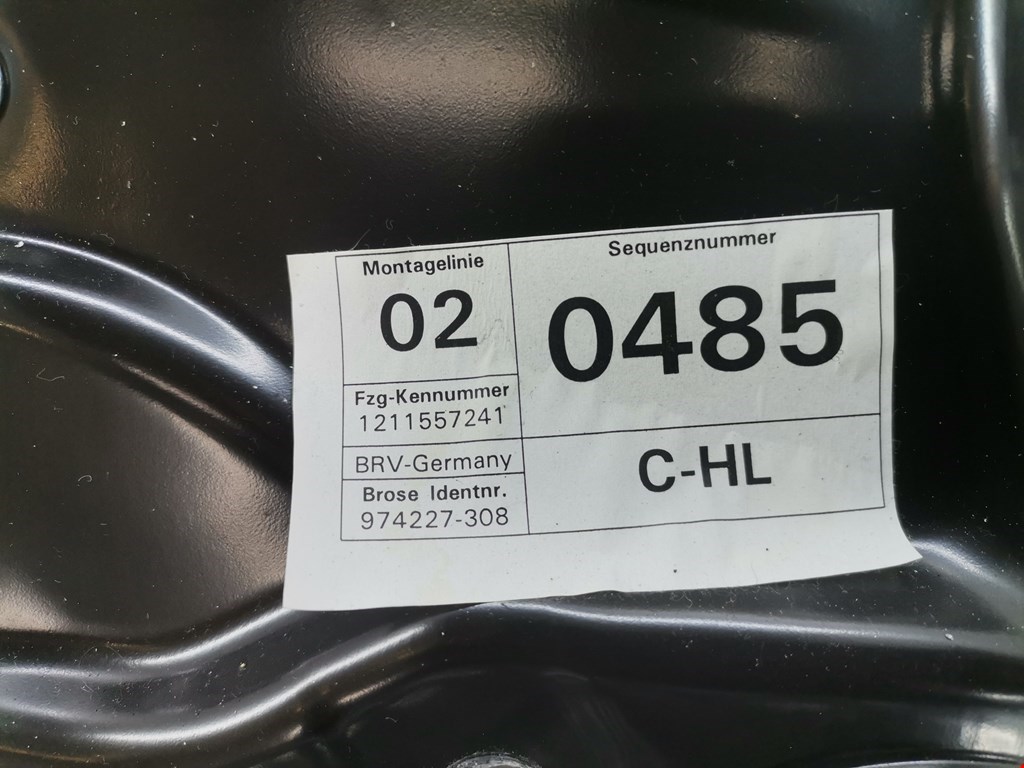 Montagelinie
02
Fzg-Kennummer
1211557241
BRV-Germany
Brose Identnr.
974227-308
Sequenznummer
0485
C-HL